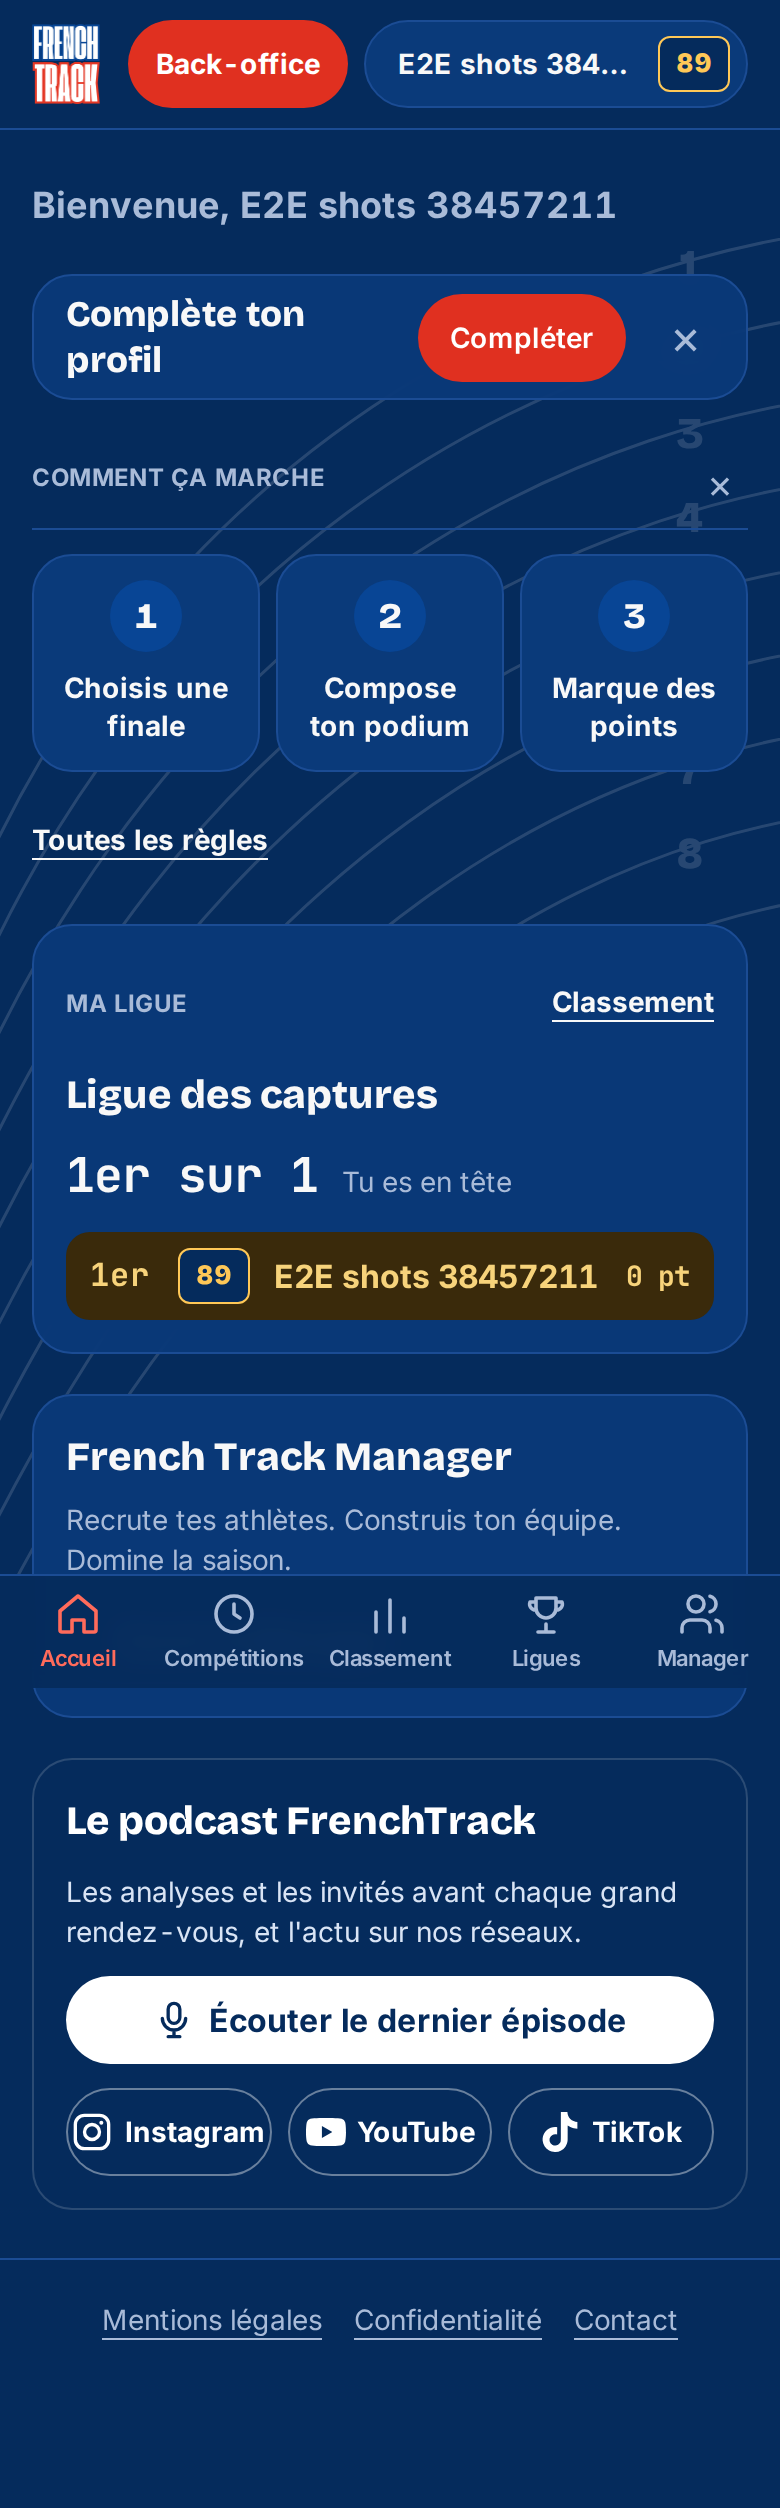 FRENCH
TRACK
Back-office
E2E shots 384...
89
Bienvenue, E2E shots 38457211
1
Complète ton
profil
Compléter
3
COMMENT ÇA MARCHE
4
1
2
3
Choisis une
finale
Compose
ton podium
Marque des
points
7
Toutes les règles
8
MA LIGUE
Classement
Ligue des captures
1er sur 1 Tu es en tête
1er 89 E2E shots 38457211 0 pt
French Track Manager
Recrute tes athlètes. Construis ton équipe.
Domine la saison.
Accueil
Compétitions
Classement
Ligues
Manager
Le podcast FrenchTrack
Les analyses et les invités avant chaque grand
rendez-vous, et l'actu sur nos réseaux.
Écouter le dernier épisode
Instagram
YouTube
TikTok
Mentions légales
Confidentialité
Contact